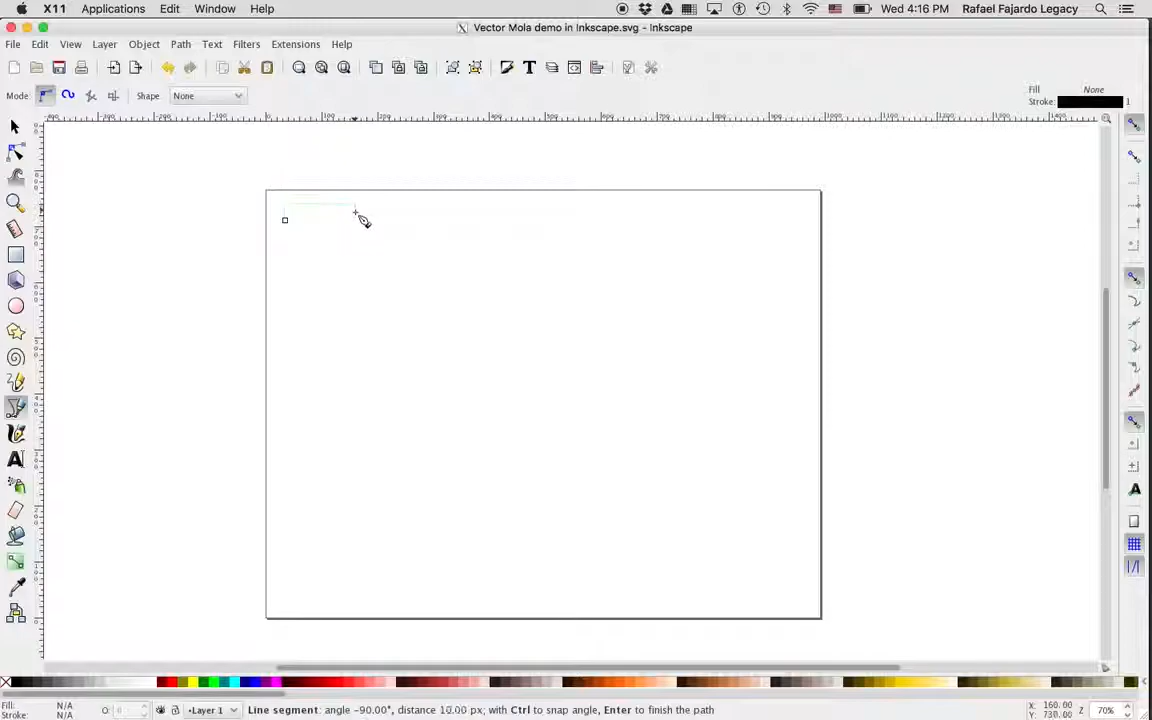 X11 Applications Edit Window Help Wed 4:16 PM Rafael Fajardo Legacy
Vector Mola demo in Inkscape.svg - Inkscape
File Edit View Layer Object Path Text Filters Extensions Help
Mode: Shape None
Fill None
Stroke: 1
Fill: N/A
Stroke: N/A
O: 0
Layer 1
Line segment: angle -90.00°, distance 10.00 px; with Ctrl to snap angle, Enter to finish the path
X: 160.00
Y: 730.00
Z 70%